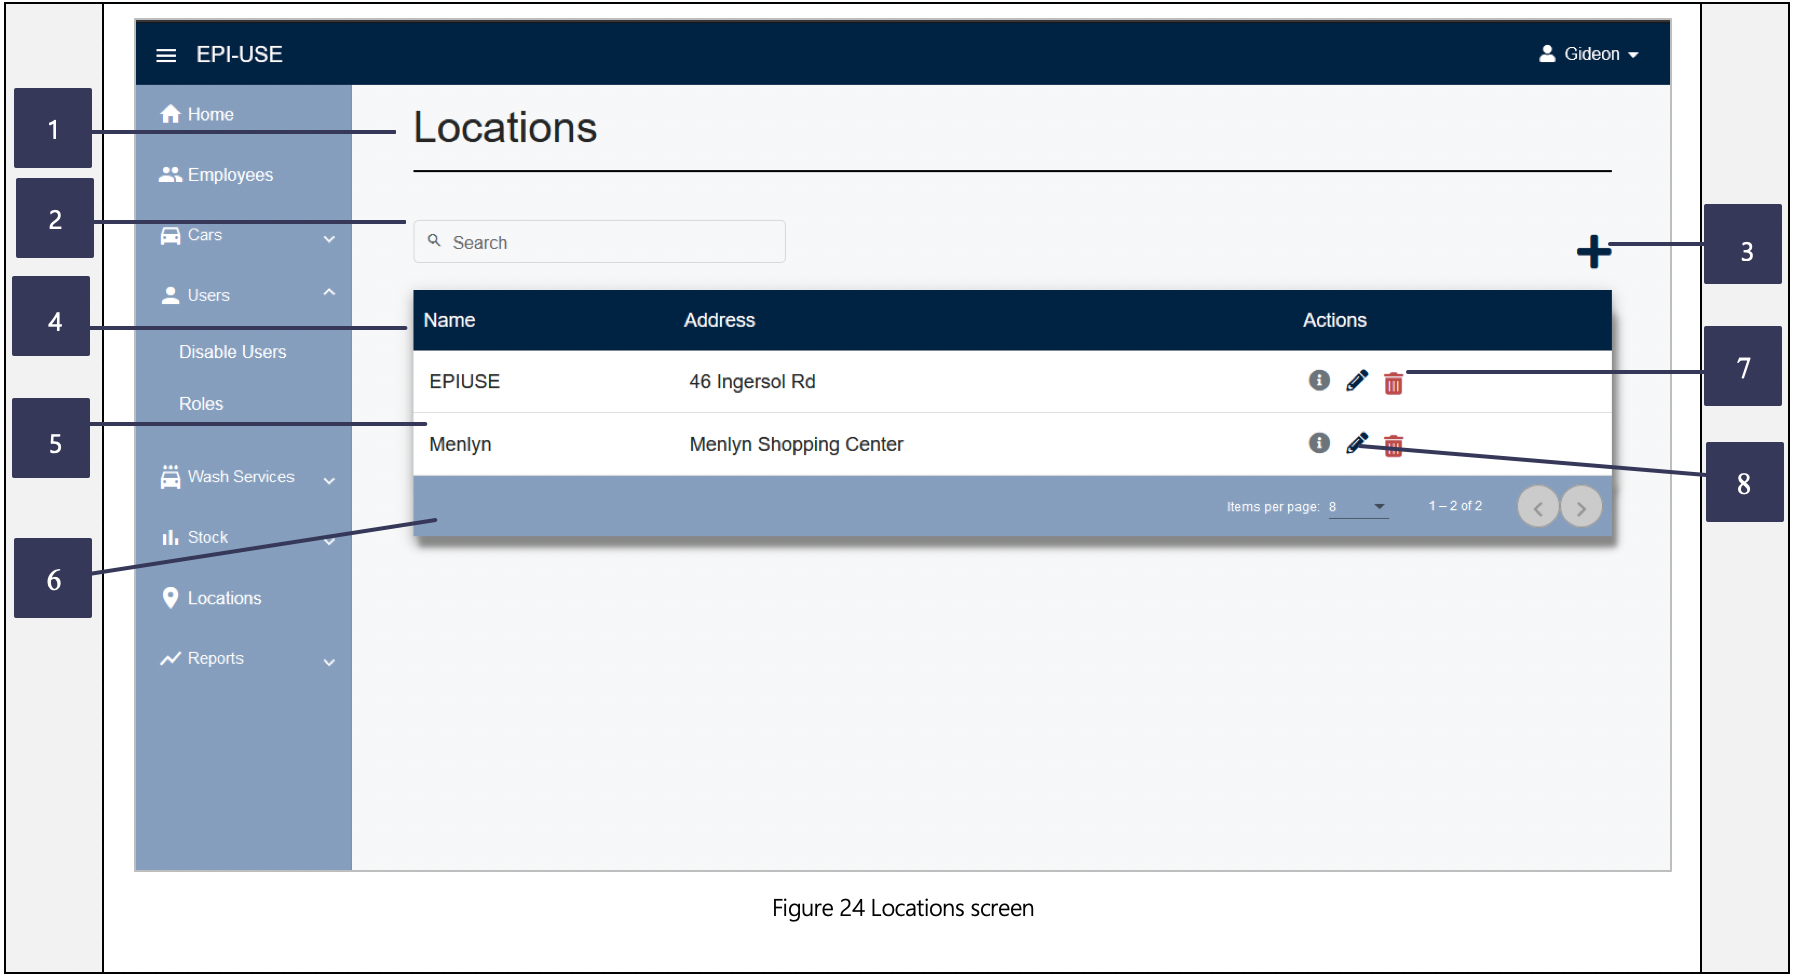 EPI-USE
Gideon
1
Home
Locations
Employees
2
Cars
Search
3
Users
4
Name Address Actions
Disable Users
7
EPIUSE 46 Ingersol Rd
Roles
5
Menlyn Menlyn Shopping Center
8
Wash Services
Items per page: 8 1 – 2 of 2
Stock
6
Locations
Reports
Figure 24 Locations screen